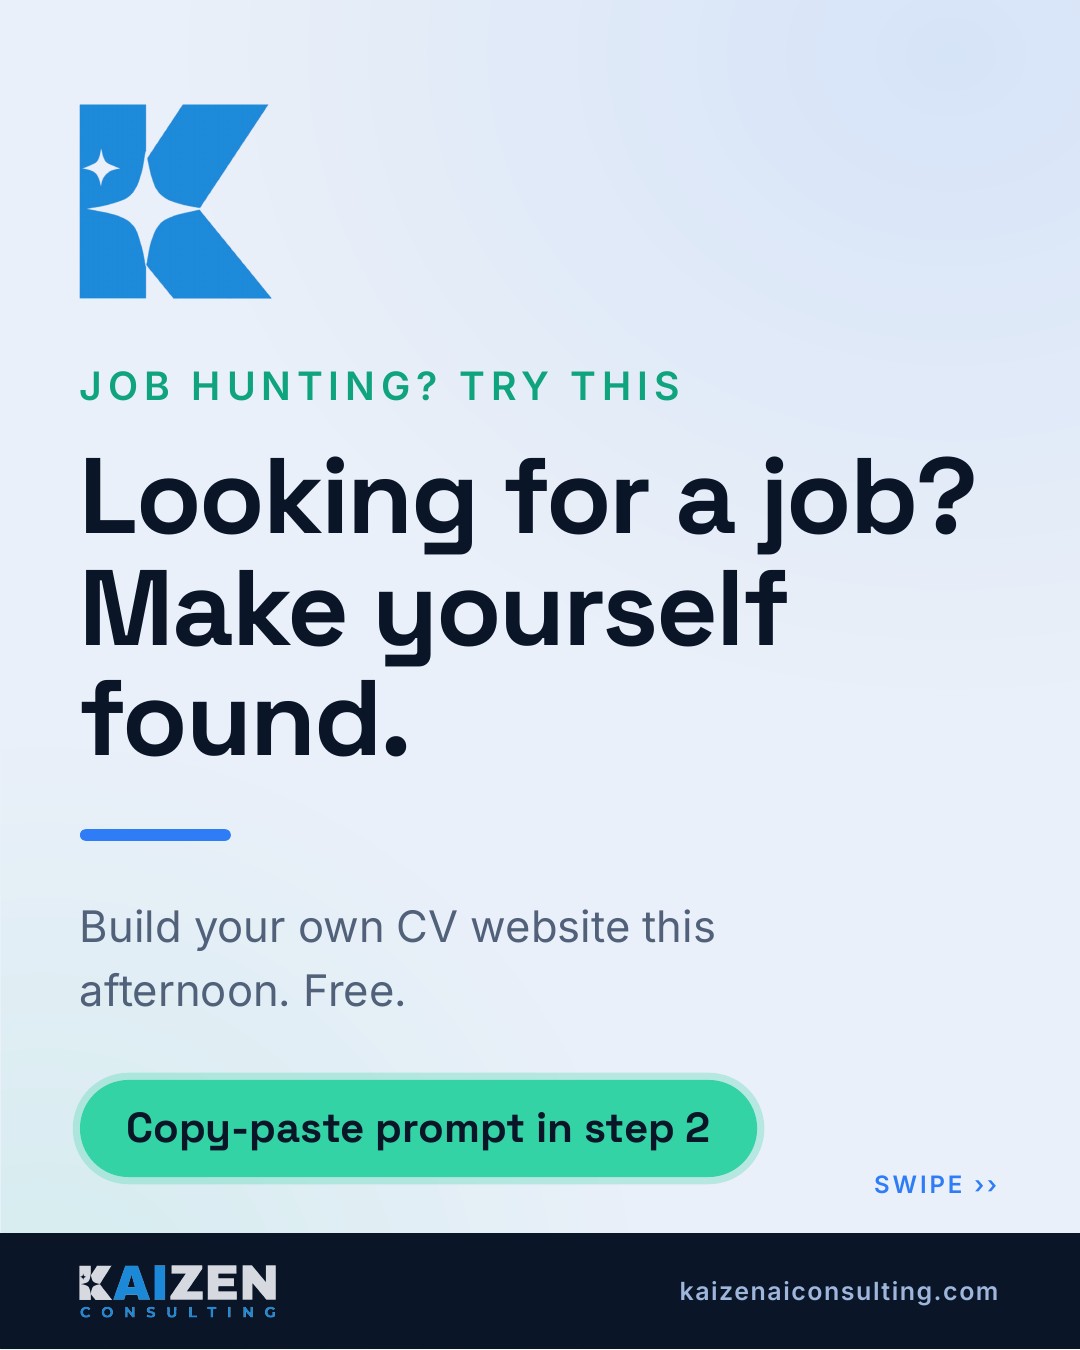 JOB HUNTING? TRY THIS
Looking for a job?
Make yourself
found.
Build your own CV website this
afternoon. Free.
Copy-paste prompt in step 2
SWIPE ››
KAIZEN
CONSULTING
kaizenaiconsulting.com